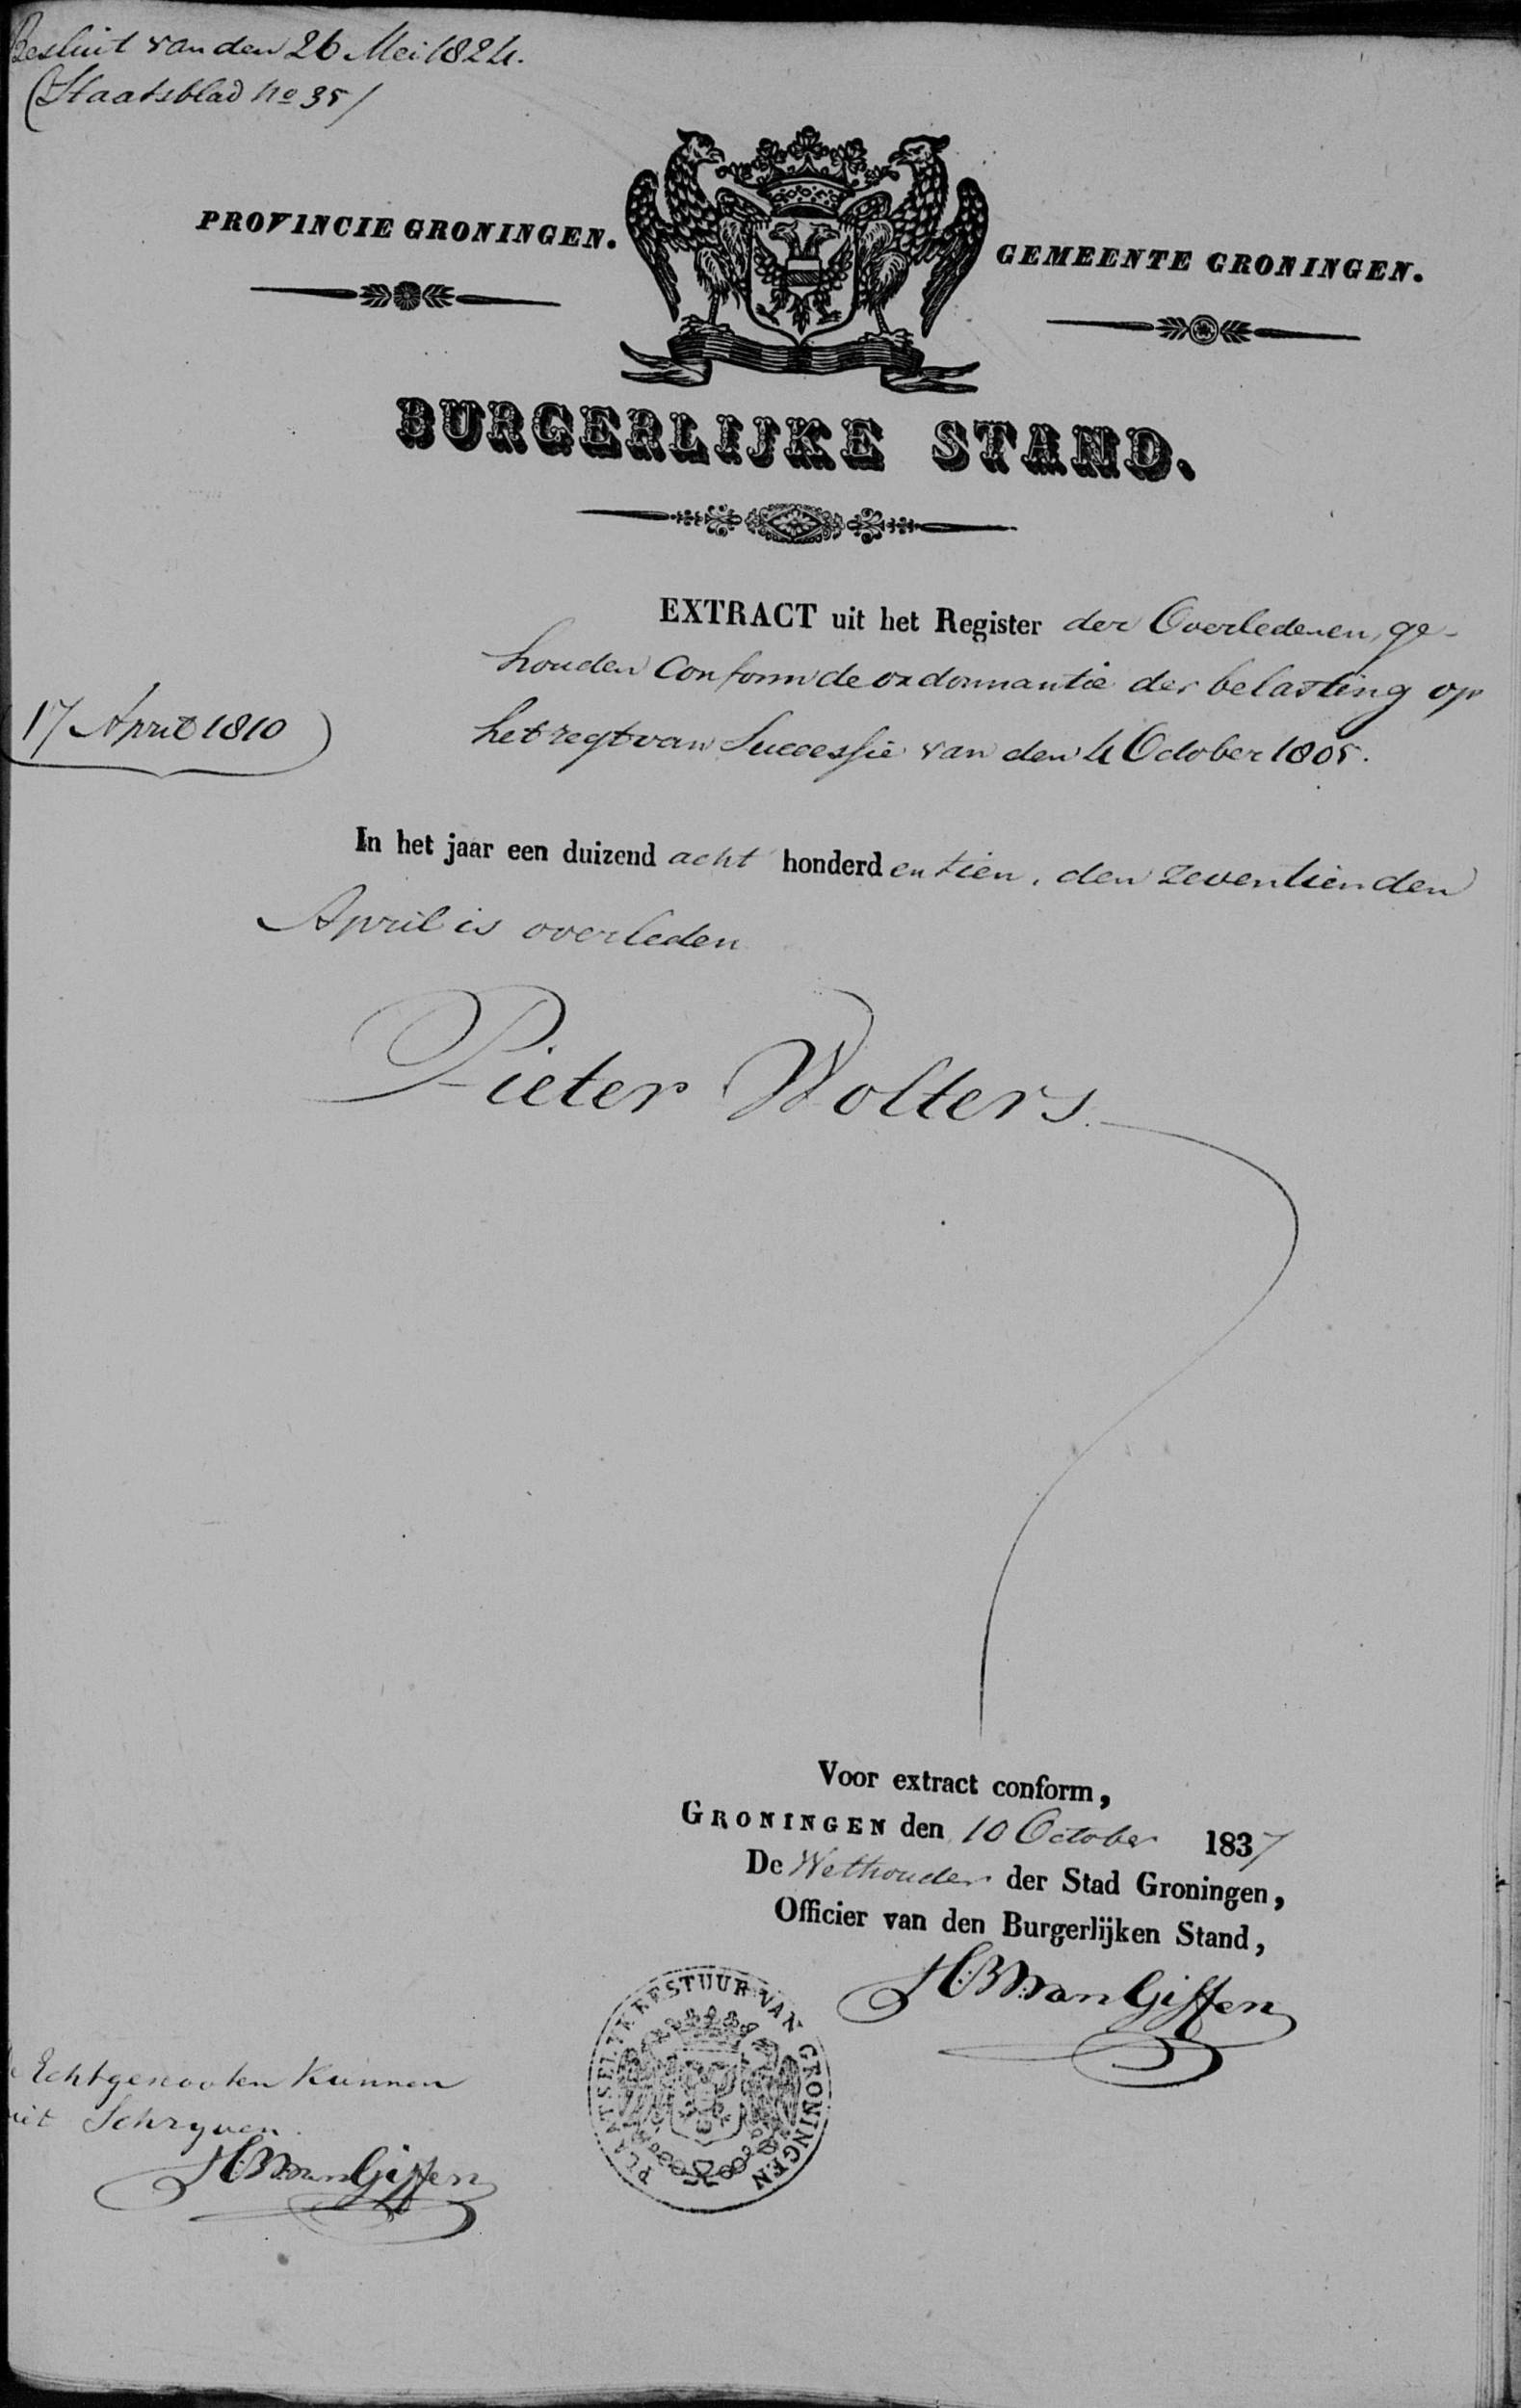 Besluit van den 26 Mei 1824.
(Staatsblad No 35/
PROVINCIE GRONINGEN.
GEMEENTE GRONINGEN.
BURGERLIJKE STAND.
EXTRACT uit het Register der Overledenen, ge-
houden conform de ordonnantie der belasting op
het regt van Successie van den 4 October 1805.
17 April 1810
In het jaar een duizend acht honderd en tien, den zeventienden
April is overleden
Pieter Wolters.
Voor extract conform,
GRONINGEN den 10 October 1837
De Wethouder der Stad Groningen,
Officier van den Burgerlijken Stand,
H:B:van Giffen
PLAATSELYK BESTUUR VAN GRONINGEN
Echtgenooten kunnen
Schryven.
H:B:van Giffen